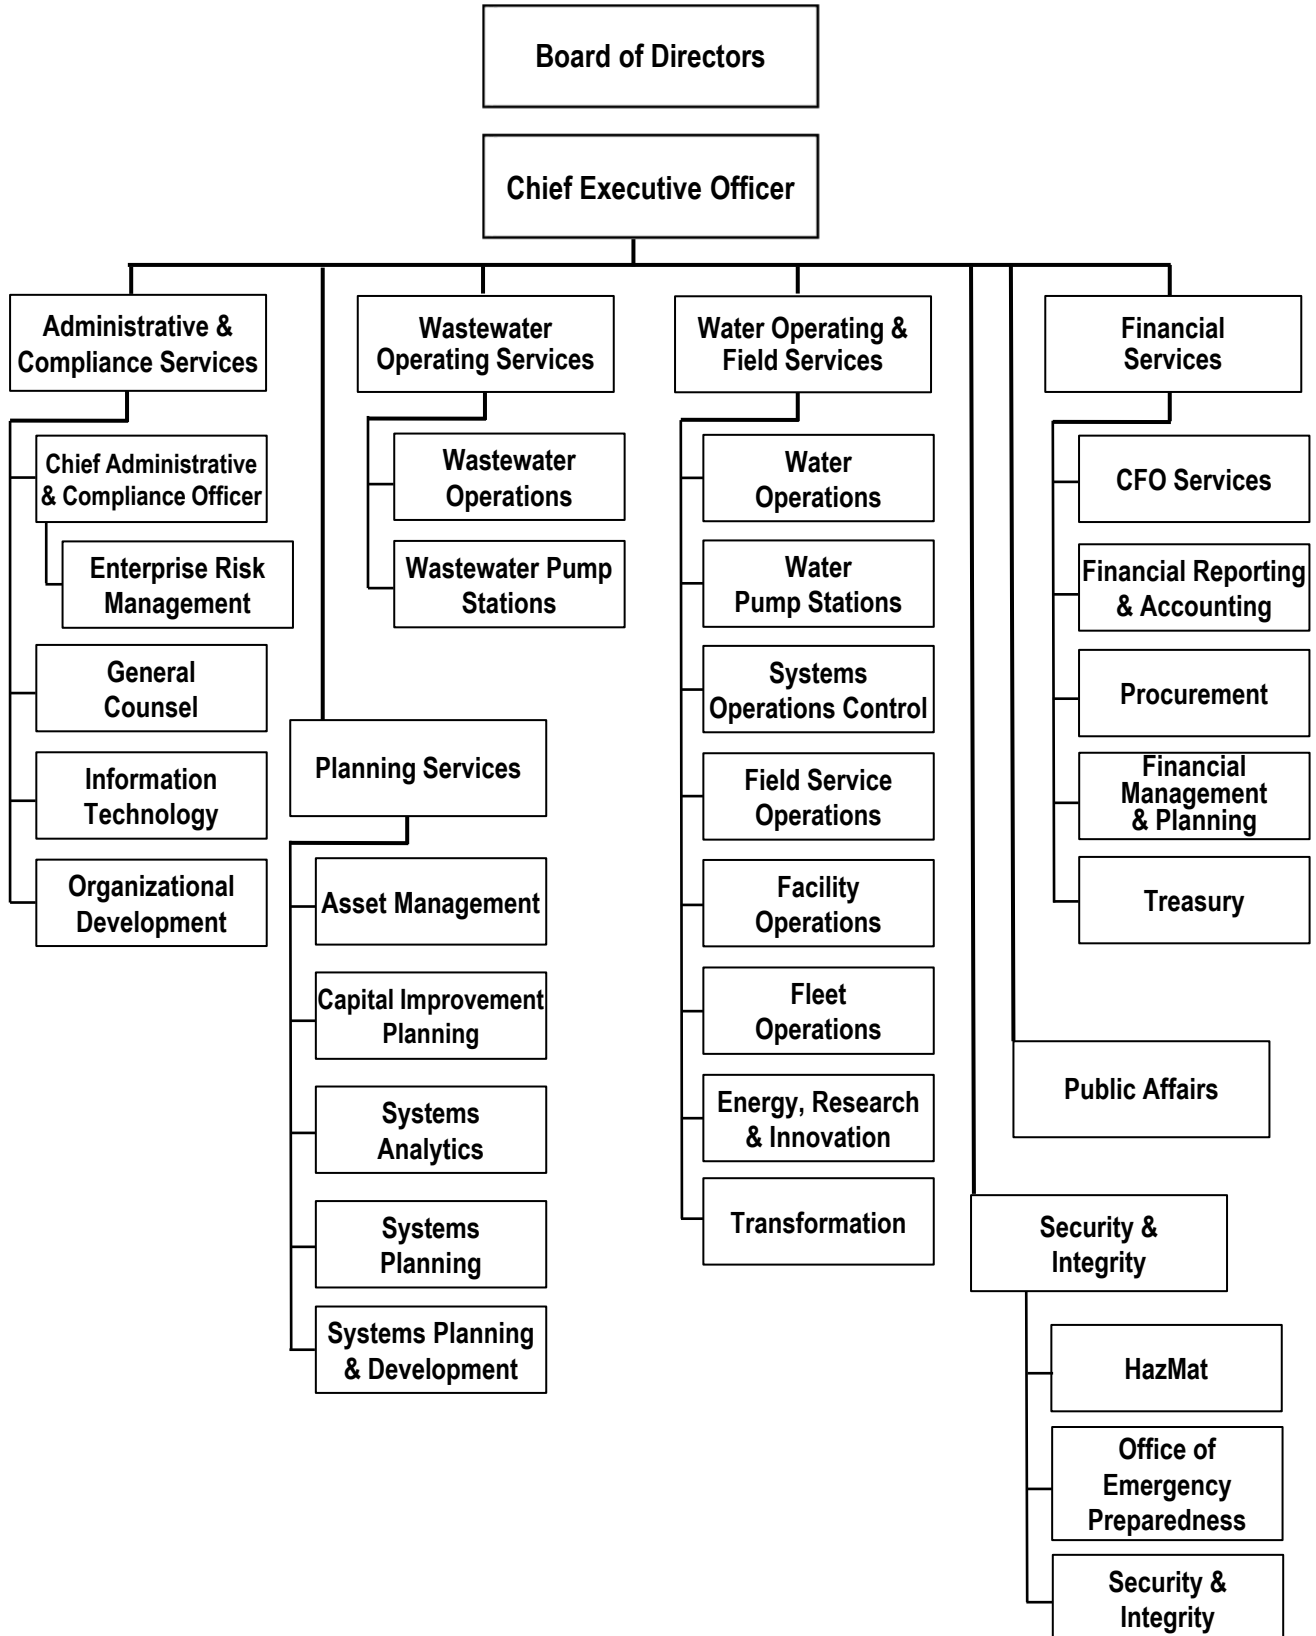 Board of Directors
Chief Executive Officer
Administrative &
Compliance Services
Chief Administrative
& Compliance Officer
Enterprise Risk
Management
General
Counsel
Information
Technology
Organizational
Development
Planning Services
Asset Management
Capital Improvement
Planning
Systems
Analytics
Systems
Planning
Systems Planning
& Development
Wastewater
Operating Services
Wastewater
Operations
Wastewater Pump
Stations
Water Operating &
Field Services
Water
Operations
Water
Pump Stations
Systems
Operations Control
Field Service
Operations
Facility
Operations
Fleet
Operations
Energy, Research
& Innovation
Transformation
Financial
Services
CFO Services
Financial Reporting
& Accounting
Procurement
Financial
Management
& Planning
Treasury
Public Affairs
Security &
Integrity
HazMat
Office of
Emergency
Preparedness
Security &
Integrity